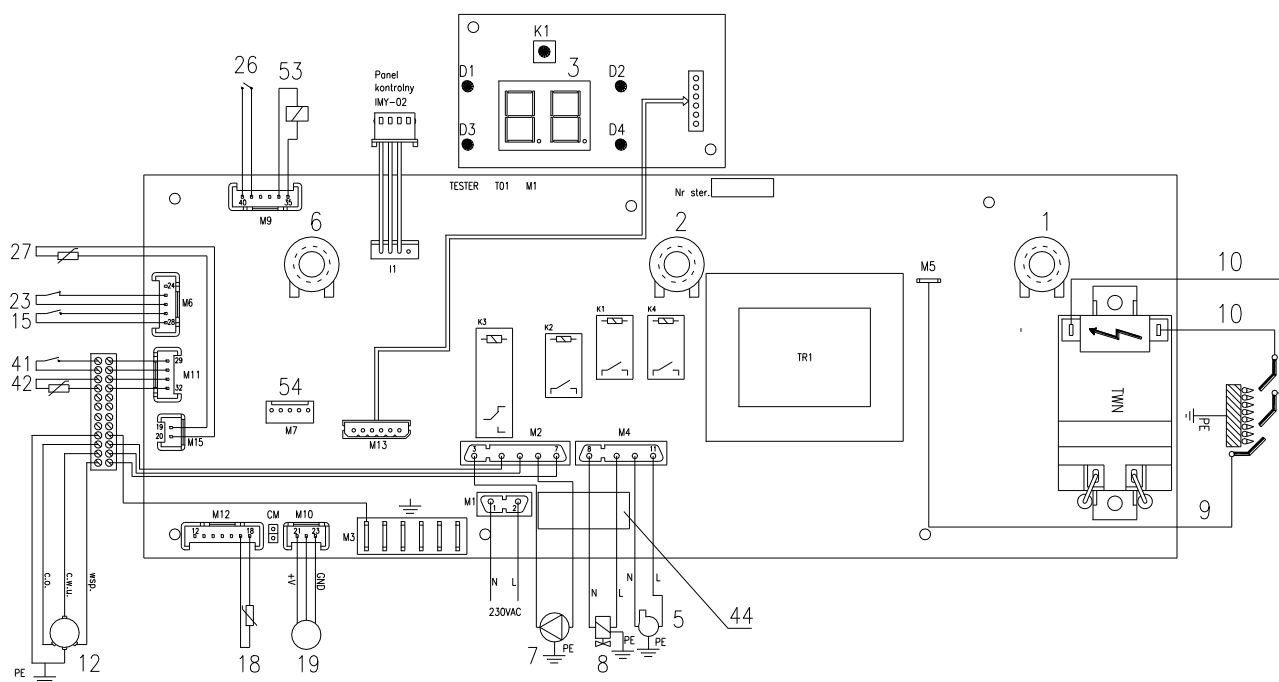 K1
26
53
Panel
kontrolny
IMY-02
D1
3
D2
D3
D4
TESTER T01 M1
Nr ster.
40
35
M9
6
2
1
27
I1
M5
10
24
M6
23
15
28
10
K3
K2
K1
K4
TR1
TWN
41
42
29
M11
32
54
M7
19
20
M15
M13
PE
M2
M4
3
7
8
11
9
M12
12
18
CM
M10
21
23
M3
M1
1
2
c.o.
c.w.u.
wsp.
+V
GND
N
L
230VAC
N
L
N
L
PE
12
18
19
7
PE
8
PE
PE
5
44